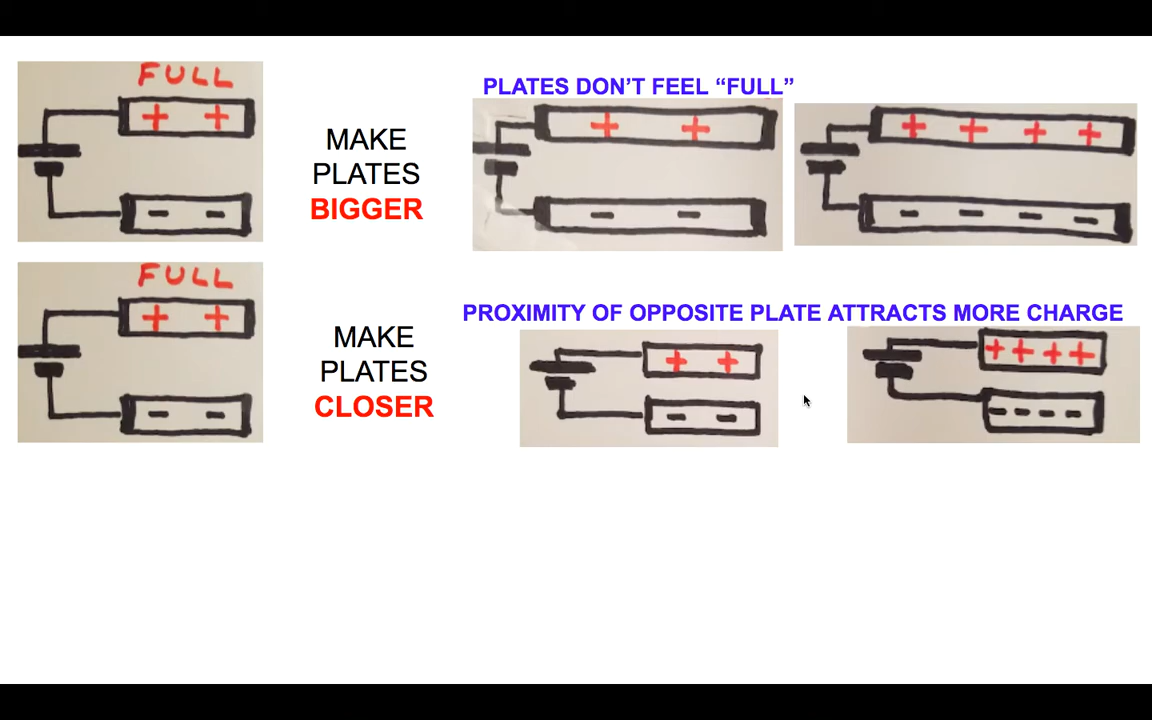 FULL
MAKE
PLATES
BIGGER
PLATES DON’T FEEL “FULL”
+ +
- -
+ +
- -
+ + + +
- - - -
FULL
MAKE
PLATES
CLOSER
PROXIMITY OF OPPOSITE PLATE ATTRACTS MORE CHARGE
+ +
- -
+ +
- -
+ + + +
- - - -